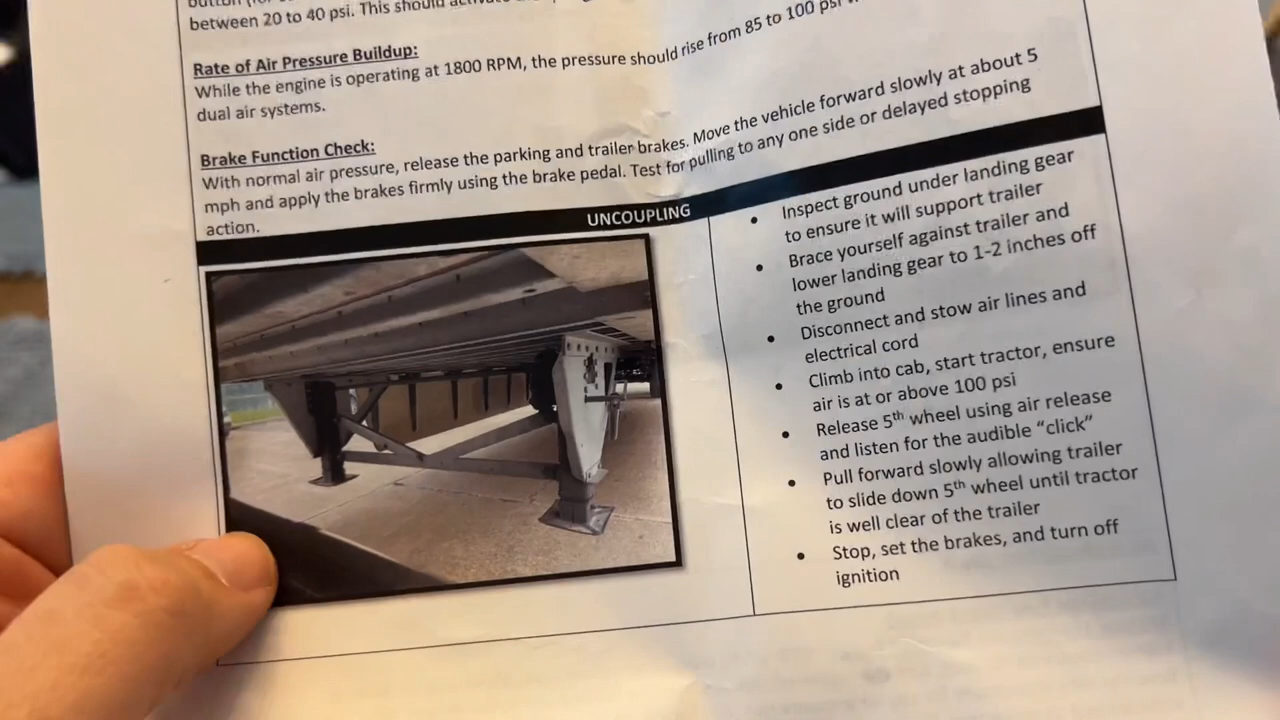 between 20 to 40 psi. This should
Rate of Air Pressure Buildup:
While the engine is operating at 1800 RPM, the pressure should rise from 85 to 100 psi
dual air systems.
Brake Function Check:
With normal air pressure, release the parking and trailer brakes. Move the vehicle forward slowly at about 5
mph and apply the brakes firmly using the brake pedal. Test for pulling to any one side or delayed stopping
action.
UNCOUPLING
• Inspect ground under landing gear
to ensure it will support trailer
• Brace yourself against trailer and
lower landing gear to 1-2 inches off
the ground
• Disconnect and stow air lines and
electrical cord
• Climb into cab, start tractor, ensure
air is at or above 100 psi
• Release 5th wheel using air release
and listen for the audible “click”
• Pull forward slowly allowing trailer
to slide down 5th wheel until tractor
is well clear of the trailer
• Stop, set the brakes, and turn off
ignition